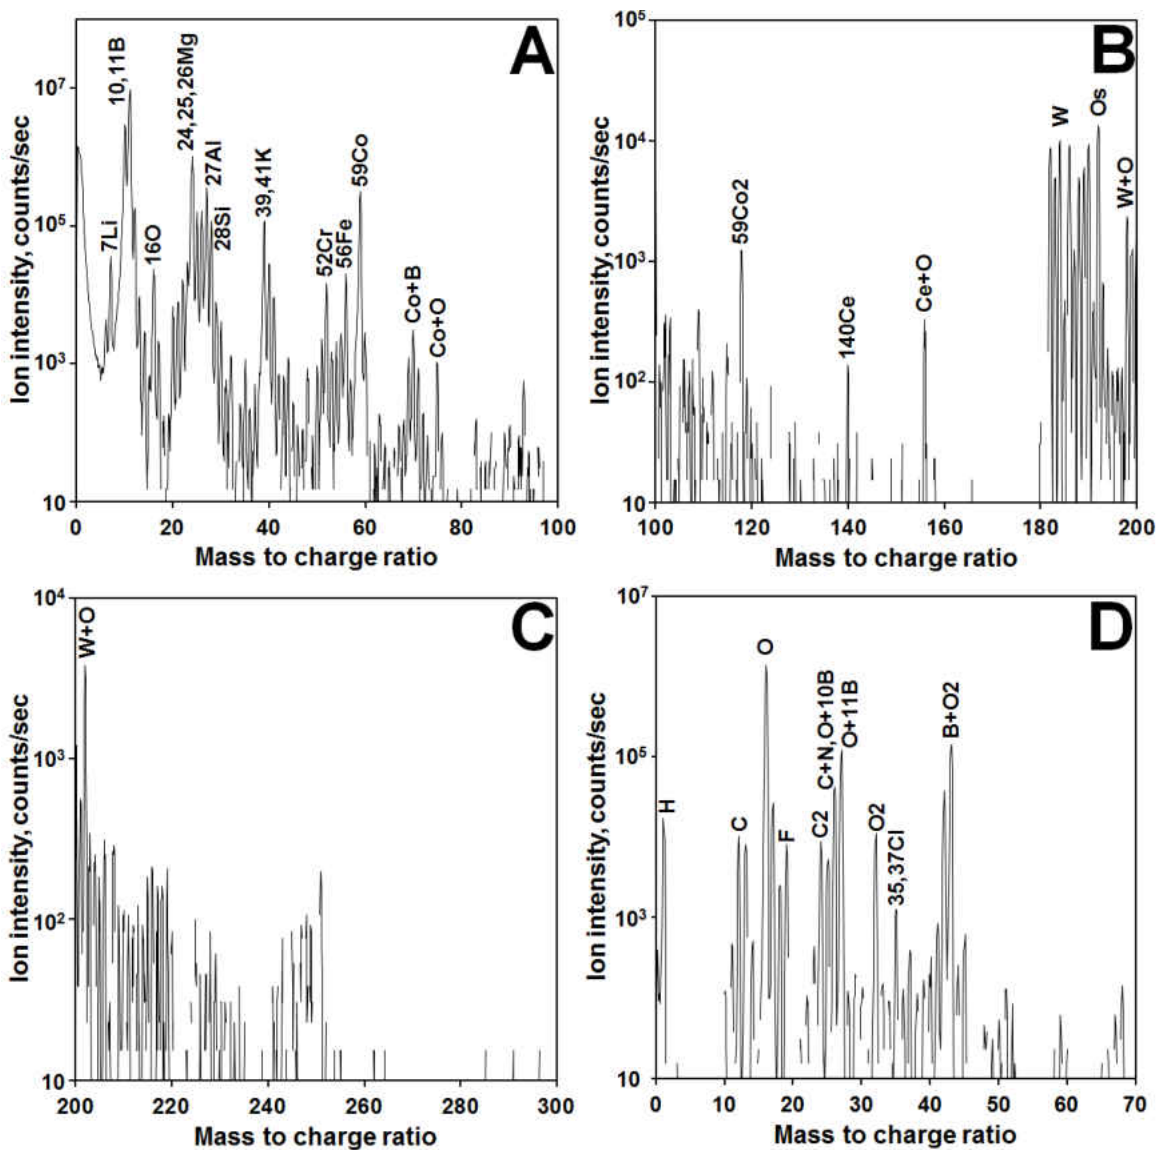 A
Ion intensity, counts/sec
10^7
10^5
10^3
10
7Li
10,11B
16O
24,25,26Mg
27Al
28Si
39,41K
52Cr
56Fe
59Co
Co+B
Co+O
0 20 40 60 80 100
Mass to charge ratio
B
Ion intensity, counts/sec
10^5
10^4
10^3
10^2
10
59Co2
140Ce
Ce+O
W
Os
W+O
100 120 140 160 180 200
Mass to charge ratio
C
Ion intensity, counts/sec
10^4
10^3
10^2
10
W+O
200 220 240 260 280 300
Mass to charge ratio
D
Ion intensity, counts/sec
10^7
10^5
10^3
10
H
C
O
F
C2
C+N,O+10B
O+11B
O2
35,37Cl
B+O2
0 10 20 30 40 50 60 70
Mass to charge ratio